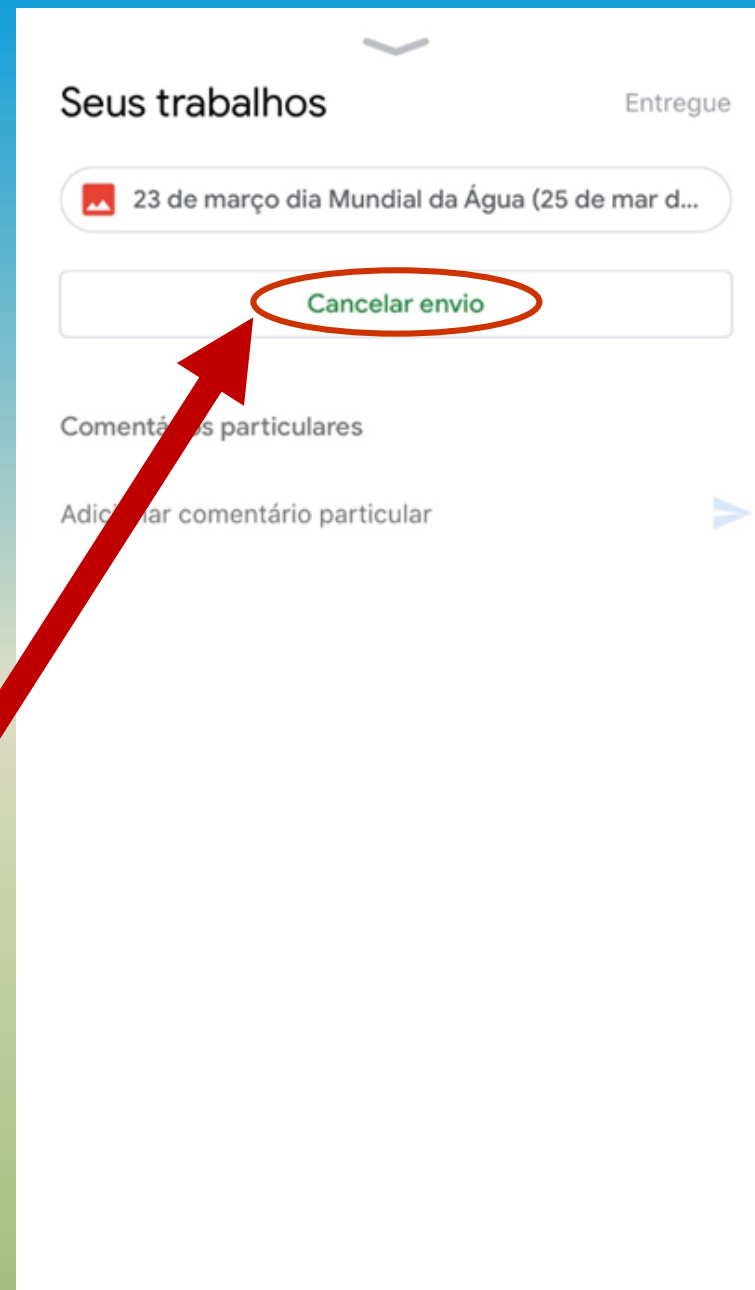 Seus trabalhos
Entregue
23 de março dia Mundial da Água (25 de mar d...
Cancelar envio
particulares
comentário particular